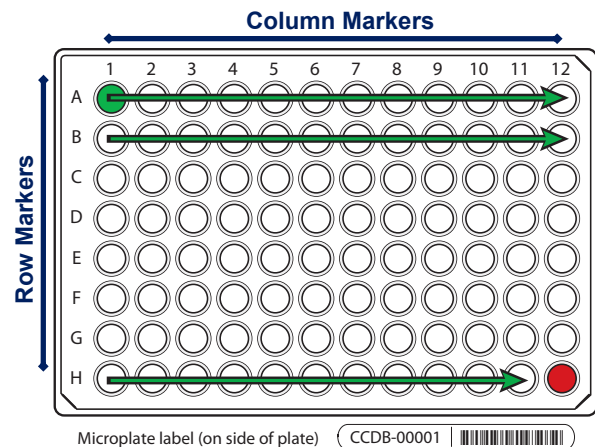 Column Markers
1 2 3 4 5 6 7 8 9 10 11 12
Row Markers
A
B
C
D
E
F
G
H
Microplate label (on side of plate) CCDB-00001